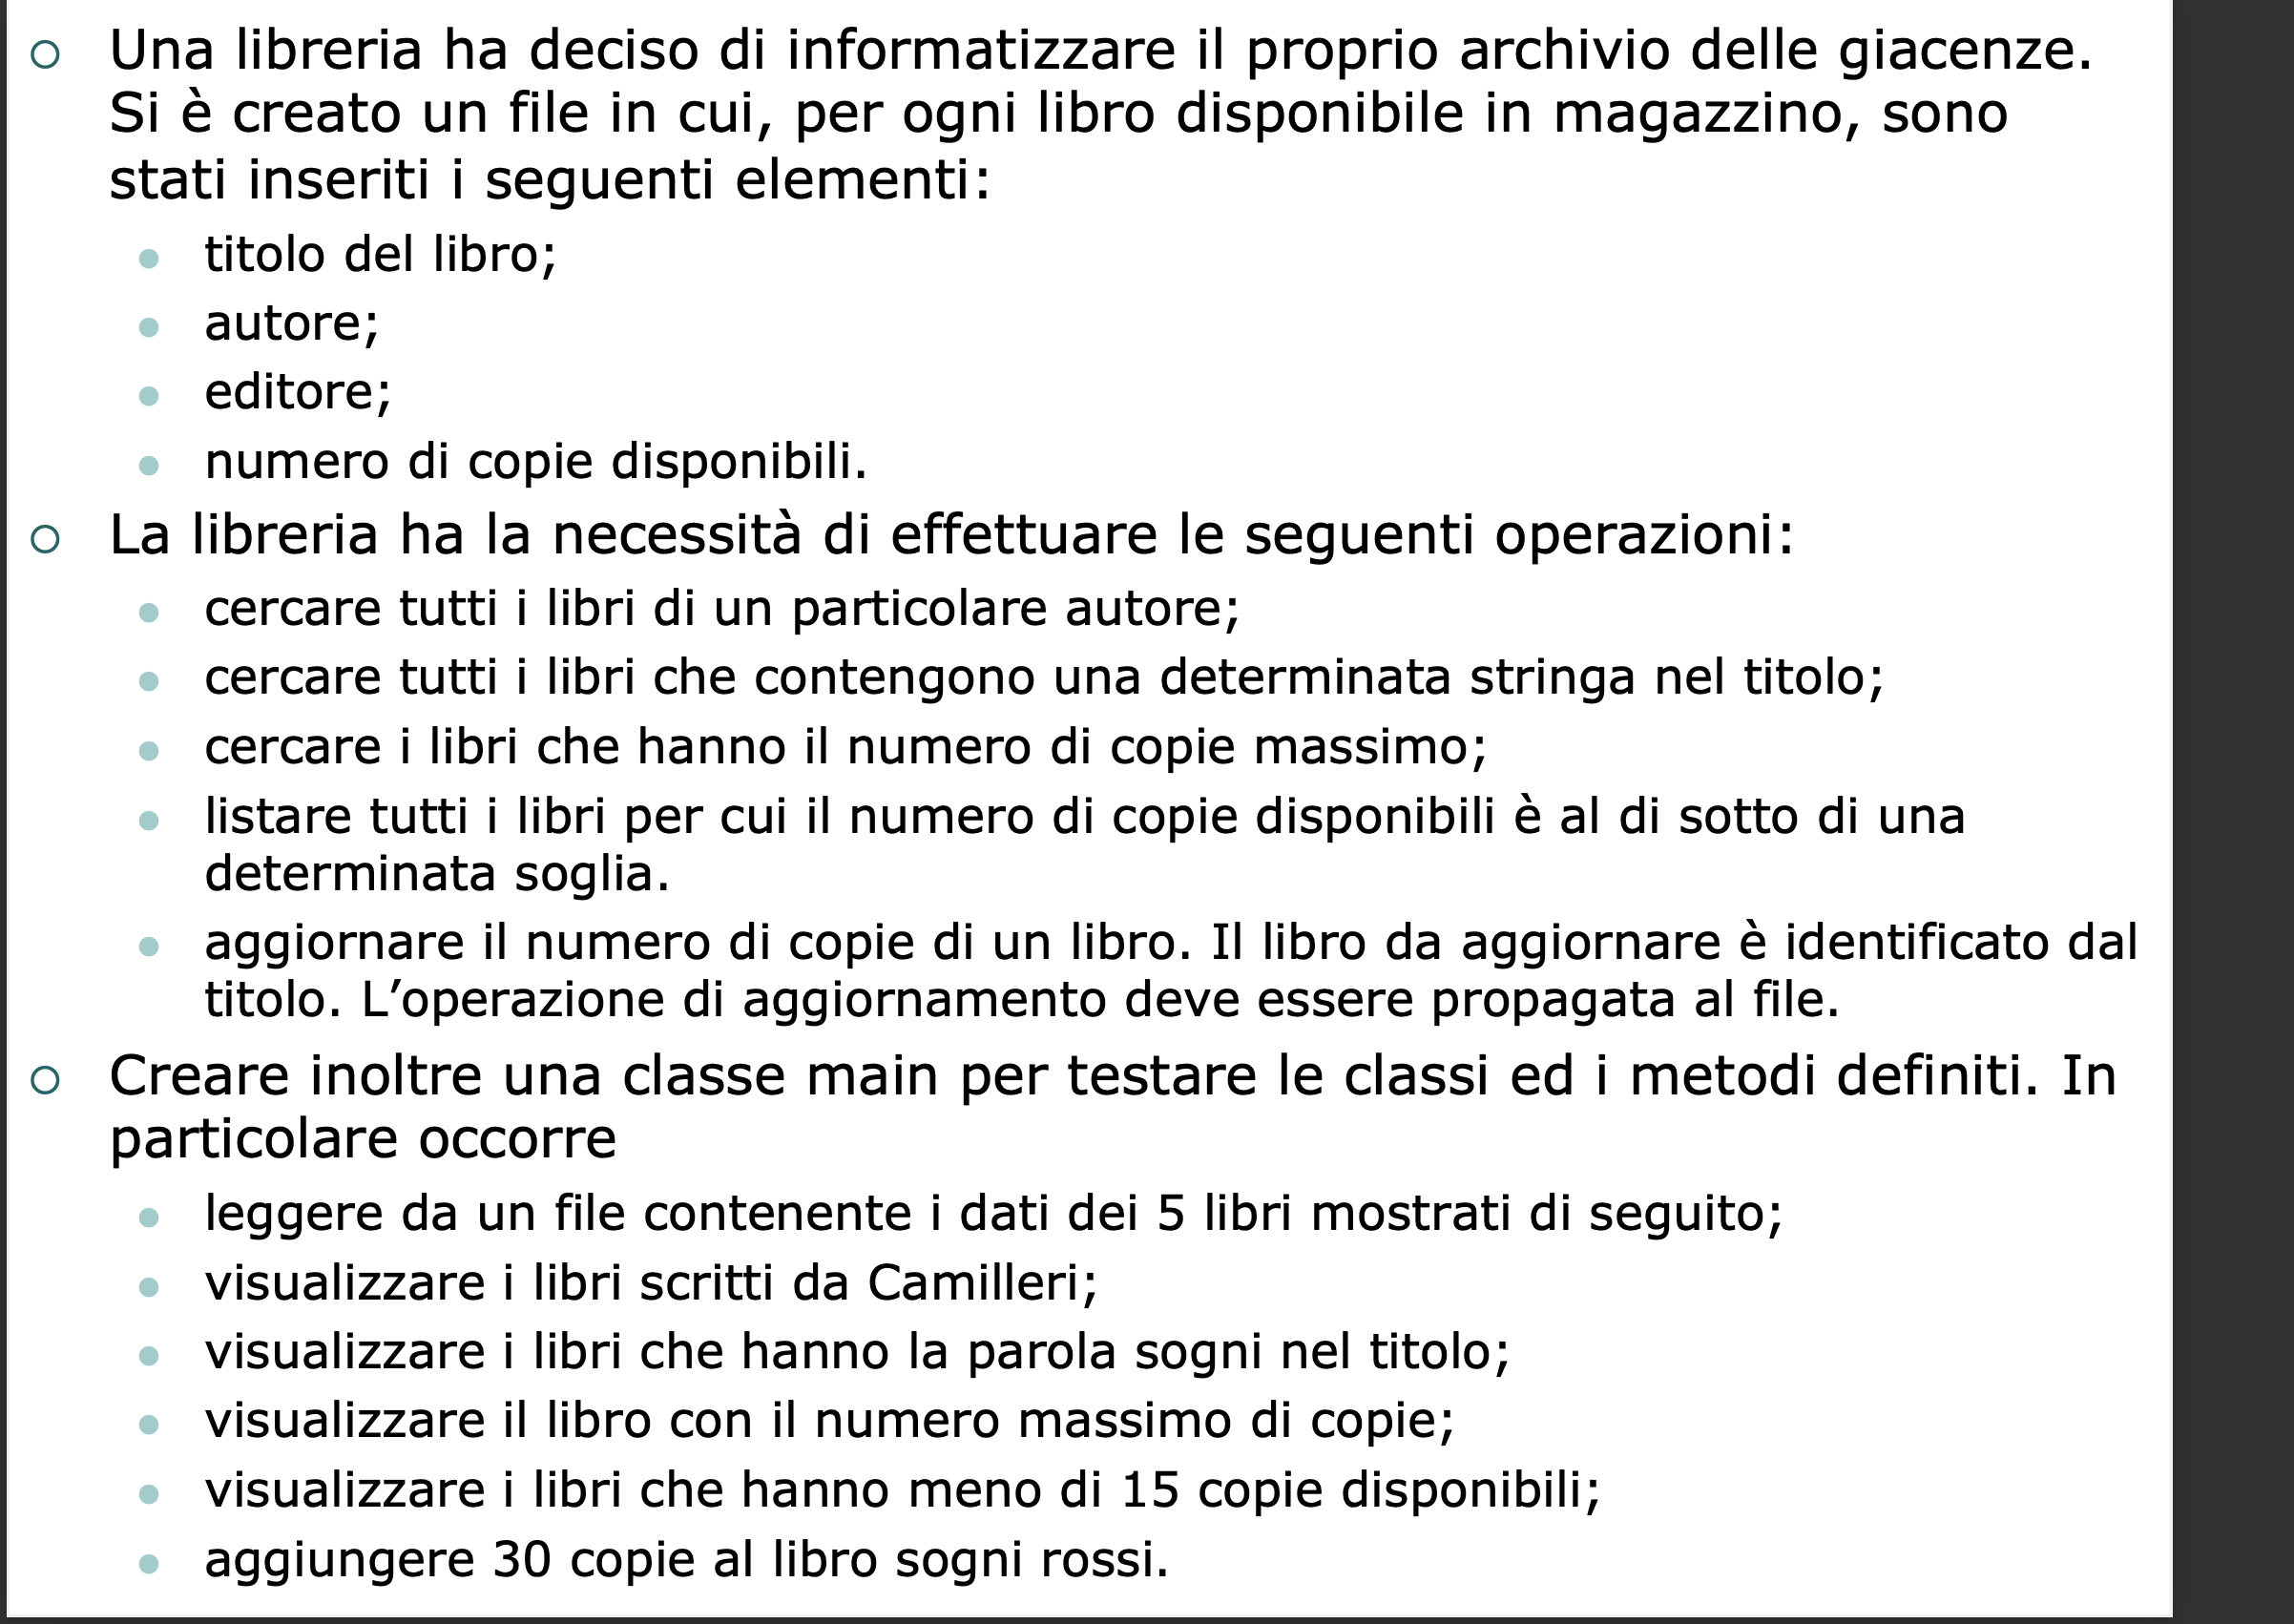 Una libreria ha deciso di informatizzare il proprio archivio delle giacenze.
Si è creato un file in cui, per ogni libro disponibile in magazzino, sono
stati inseriti i seguenti elementi:
titolo del libro;
autore;
editore;
numero di copie disponibili.
La libreria ha la necessità di effettuare le seguenti operazioni:
cercare tutti i libri di un particolare autore;
cercare tutti i libri che contengono una determinata stringa nel titolo;
cercare i libri che hanno il numero di copie massimo;
listare tutti i libri per cui il numero di copie disponibili è al di sotto di una
determinata soglia.
aggiornare il numero di copie di un libro. Il libro da aggiornare è identificato dal
titolo. L’operazione di aggiornamento deve essere propagata al file.
Creare inoltre una classe main per testare le classi ed i metodi definiti. In
particolare occorre
leggere da un file contenente i dati dei 5 libri mostrati di seguito;
visualizzare i libri scritti da Camilleri;
visualizzare i libri che hanno la parola sogni nel titolo;
visualizzare il libro con il numero massimo di copie;
visualizzare i libri che hanno meno di 15 copie disponibili;
aggiungere 30 copie al libro sogni rossi.